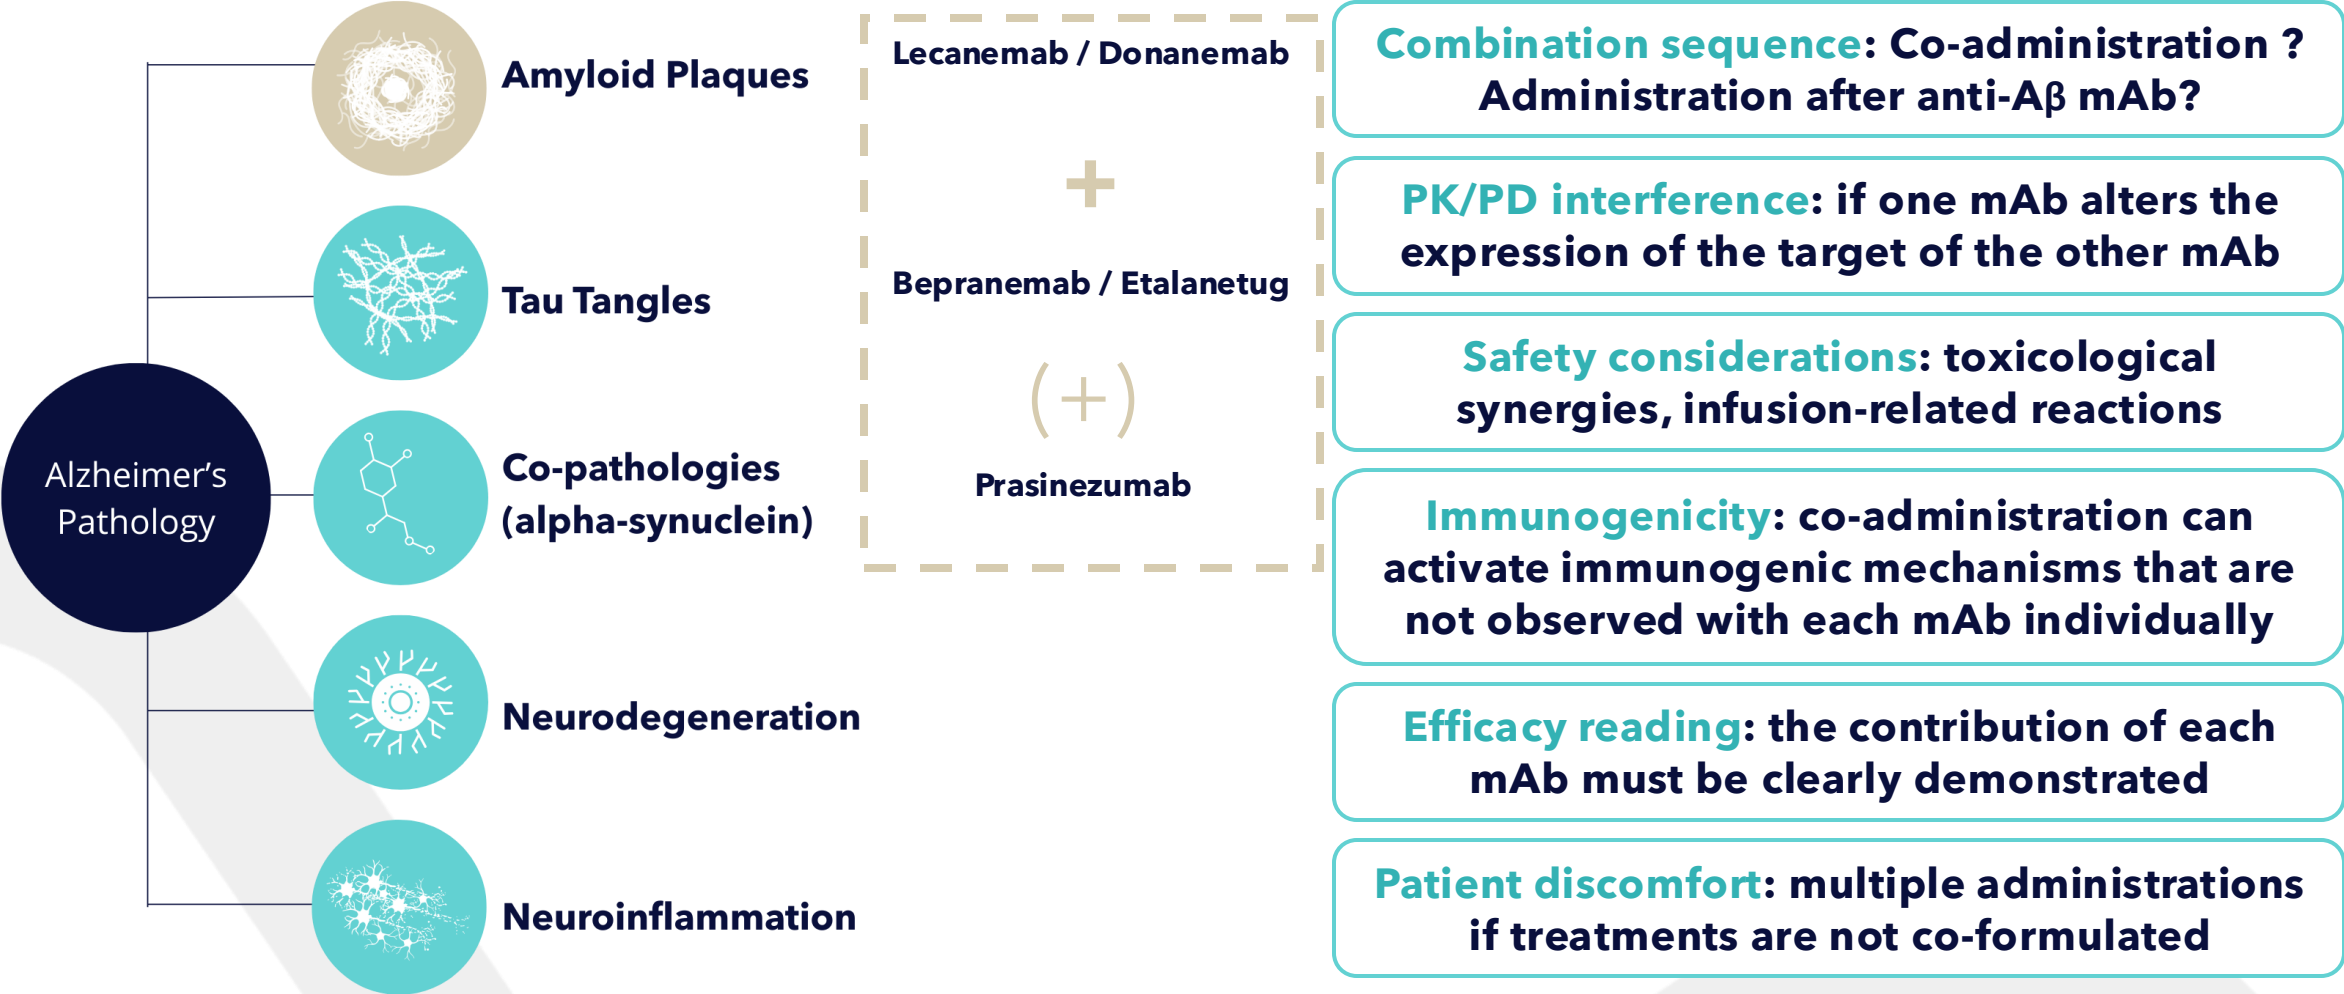 Alzheimer's
Pathology
Amyloid Plaques
Tau Tangles
Co-pathologies
(alpha-synuclein)
Neurodegeneration
Neuroinflammation
Lecanemab / Donanemab
+
Bepranemab / Etalanetug
(+)
Prasinezumab
Combination sequence: Co-administration ?
Administration after anti-Aβ mAb?
PK/PD interference: if one mAb alters the
expression of the target of the other mAb
Safety considerations: toxicological
synergies, infusion-related reactions
Immunogenicity: co-administration can
activate immunogenic mechanisms that are
not observed with each mAb individually
Efficacy reading: the contribution of each
mAb must be clearly demonstrated
Patient discomfort: multiple administrations
if treatments are not co-formulated